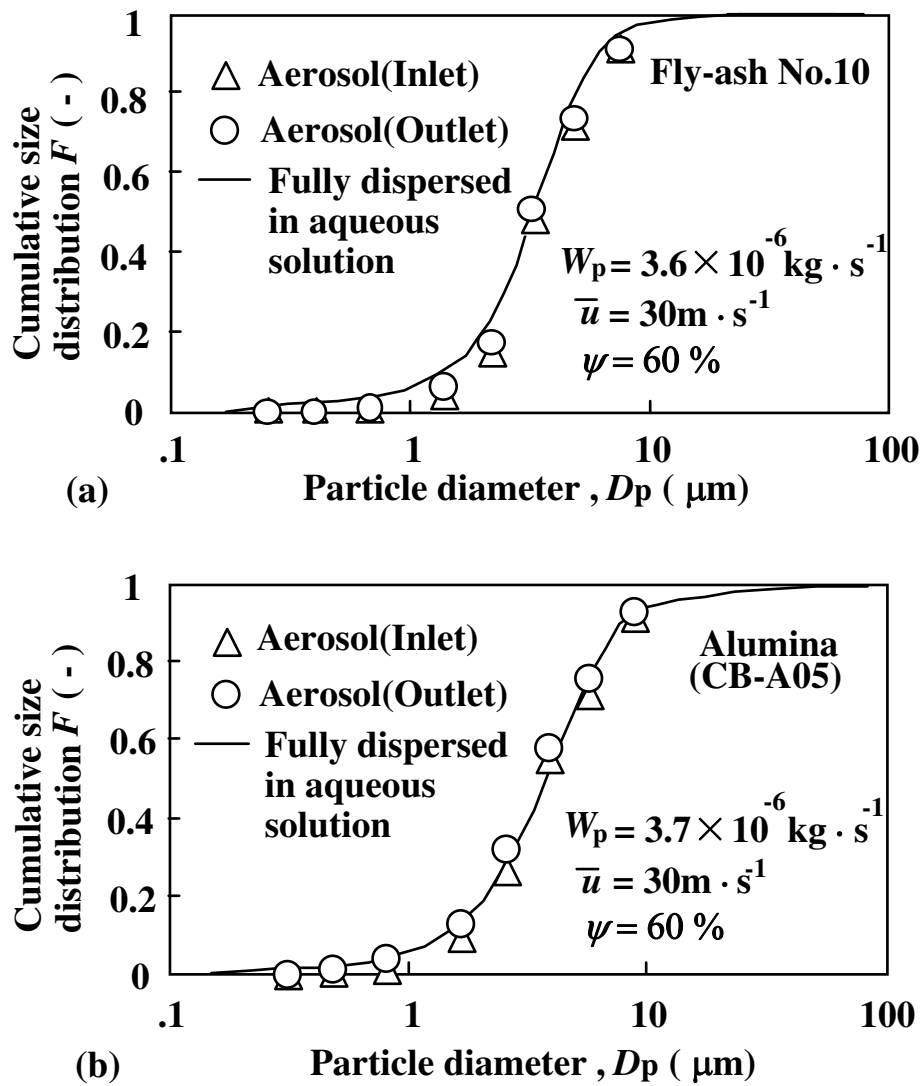 Cumulative size
distribution F ( - )
1
0.8
0.6
0.4
0.2
0
Aerosol(Inlet)
Aerosol(Outlet)
Fully dispersed
in aqueous
solution
Fly-ash No.10
Wp = 3.6 × 10-6 kg · s-1
u̅ = 30m · s-1
ψ = 60 %
.1
1
10
100
(a)
Particle diameter , Dp ( μm)
Cumulative size
distribution F ( - )
1
0.8
0.6
0.4
0.2
0
Aerosol(Inlet)
Aerosol(Outlet)
Fully dispersed
in aqueous
solution
Alumina
(CB-A05)
Wp = 3.7 × 10-6 kg · s-1
u̅ = 30m · s-1
ψ = 60 %
.1
1
10
100
(b)
Particle diameter , Dp ( μm)